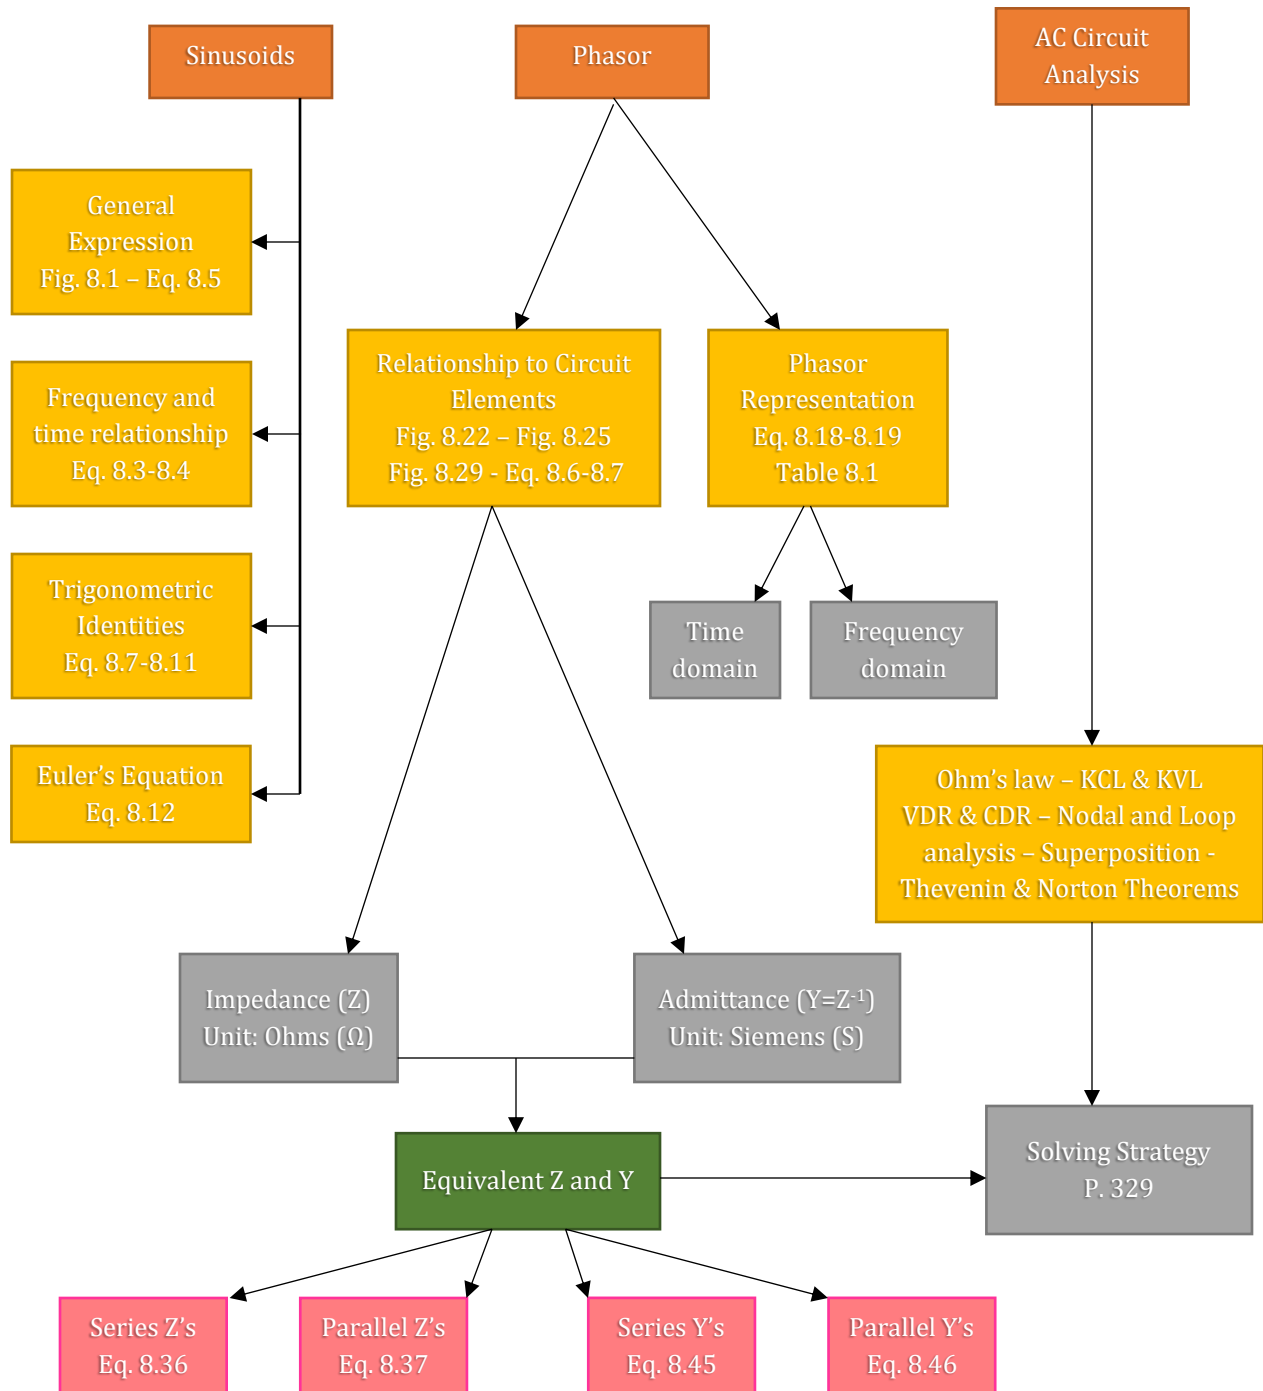 Sinusoids
Phasor
AC Circuit
Analysis
General
Expression
Fig. 8.1 – Eq. 8.5
Frequency and
time relationship
Eq. 8.3-8.4
Trigonometric
Identities
Eq. 8.7-8.11
Euler’s Equation
Eq. 8.12
Relationship to Circuit
Elements
Fig. 8.22 – Fig. 8.25
Fig. 8.29 - Eq. 8.6-8.7
Phasor
Representation
Eq. 8.18-8.19
Table 8.1
Time
domain
Frequency
domain
Ohm’s law – KCL & KVL
VDR & CDR – Nodal and Loop
analysis – Superposition -
Thevenin & Norton Theorems
Impedance (Z)
Unit: Ohms (Ω)
Admittance (Y=Z⁻¹)
Unit: Siemens (S)
Equivalent Z and Y
Solving Strategy
P. 329
Series Z’s
Eq. 8.36
Parallel Z’s
Eq. 8.37
Series Y’s
Eq. 8.45
Parallel Y’s
Eq. 8.46